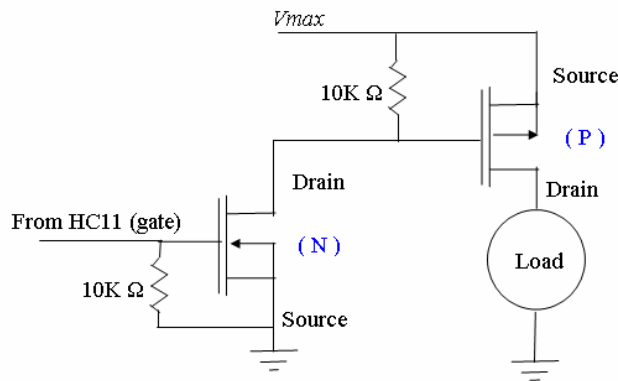 Vmax
10K Ω
Source
( P )
Drain
Drain
From HC11 (gate)
( N )
Load
10K Ω
Source